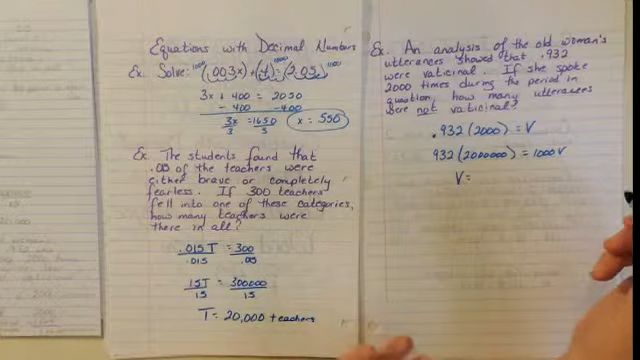 Equations with Decimal Numbers
Ex: Solve: (.003x) + (.4) = (2.05)
3x + 400 = 2050
- 400 -400
3x = 1650
3 3
x = 550
Ex. The students found that
of the teachers were
either brave or completely
fearless. If 300 teachers
fell into one of these categories,
how many teachers were
there in all?
.015T = 300
.015
15T = 300000
15 15
T = 20,000 teachers
Ex. An analysis of the old woman's
utterances showed that .932
were vaticinal. If she spoke
2000 times during the period in
question, how many utterances
were not vaticinal?
.932(2000) = V
932(2000000) = 1000V
V =